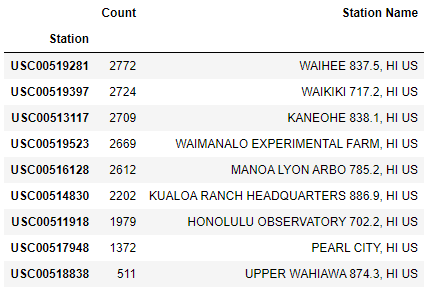 Count Station Name
Station
USC00519281 2772 WAIHEE 837.5, HI US
USC00519397 2724 WAIKIKI 717.2, HI US
USC00513117 2709 KANEOHE 838.1, HI US
USC00519523 2669 WAIMANALO EXPERIMENTAL FARM, HI US
USC00516128 2612 MANOA LYON ARBO 785.2, HI US
USC00514830 2202 KUALOA RANCH HEADQUARTERS 886.9, HI US
USC00511918 1979 HONOLULU OBSERVATORY 702.2, HI US
USC00517948 1372 PEARL CITY, HI US
USC00518838 511 UPPER WAHIAWA 874.3, HI US